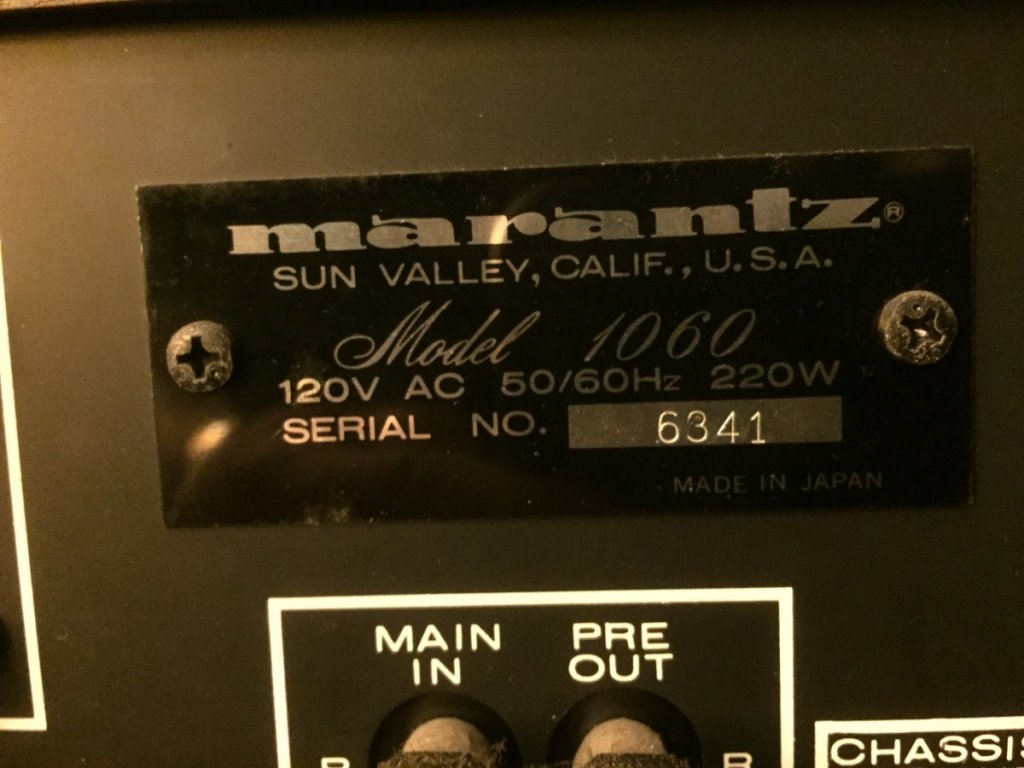 marantz®
SUN VALLEY, CALIF., U.S.A.
Model 1060
120V AC 50/60Hz 220W
SERIAL NO. 6341
MADE IN JAPAN
MAIN IN
PRE OUT
R R
CHASSIS